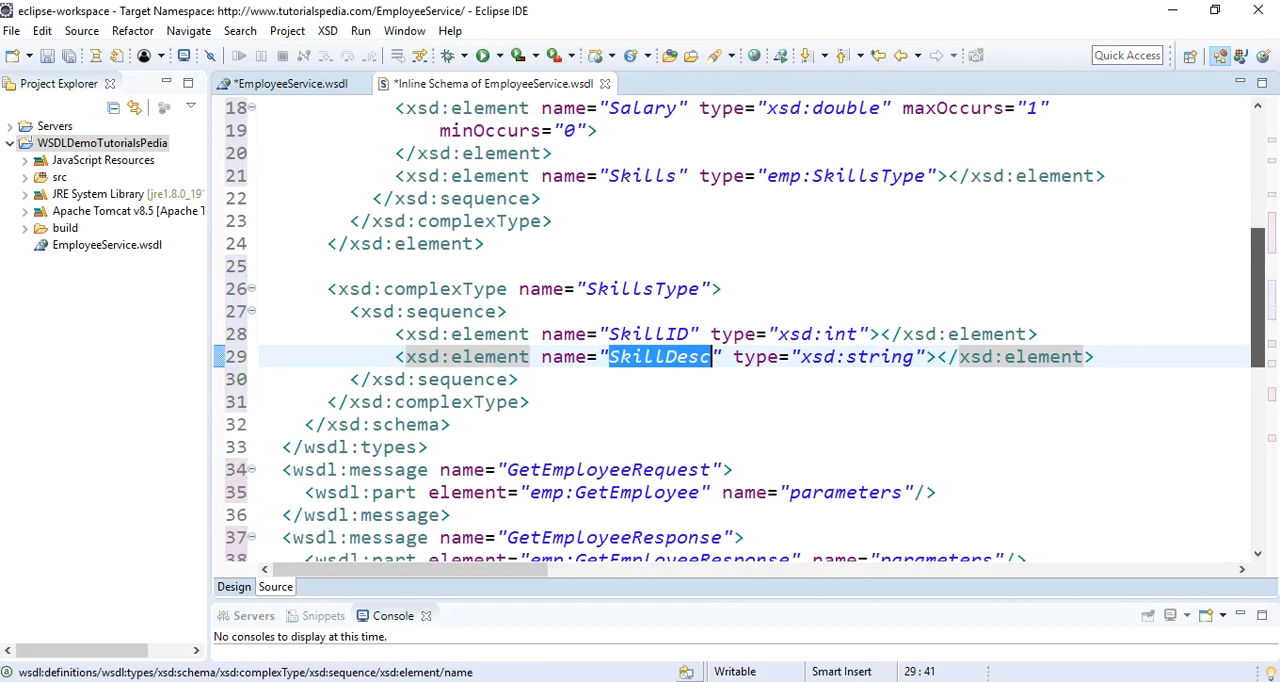 eclipse-workspace - Target Namespace: http://www.tutorialspedia.com/EmployeeService/ - Eclipse IDE
File Edit Source Refactor Navigate Search Project XSD Run Window Help
Quick Access
Project Explorer
*EmployeeService.wsdl
*Inline Schema of EmployeeService.wsdl
Servers
WSDLDemoTutorialsPedia
JavaScript Resources
src
JRE System Library [jre1.8.0_19
Apache Tomcat v8.5 [Apache T
build
EmployeeService.wsdl
18 <xsd:element name="Salary" type="xsd:double" maxOccurs="1"
19 minOccurs="0">
20 </xsd:element>
21 <xsd:element name="Skills" type="emp:SkillsType"></xsd:element>
22 </xsd:sequence>
23 </xsd:complexType>
24 </xsd:element>
25
26 <xsd:complexType name="SkillsType">
27 <xsd:sequence>
28 <xsd:element name="SkillID" type="xsd:int"></xsd:element>
29 <xsd:element name="SkillDesc" type="xsd:string"></xsd:element>
30 </xsd:sequence>
31 </xsd:complexType>
32 </xsd:schema>
33 </wsdl:types>
34 <wsdl:message name="GetEmployeeRequest">
35 <wsdl:part element="emp:GetEmployee" name="parameters"/>
36 </wsdl:message>
37 <wsdl:message name="GetEmployeeResponse">
38 <wsdl:part element="emp:GetEmployeeResponse" name="parameters"/>
Design Source
Servers Snippets Console
No consoles to display at this time.
wsdl:definitions/wsdl:types/xsd:schema/xsd:complexType/xsd:sequence/xsd:element/name
Writable
Smart Insert
29 : 41